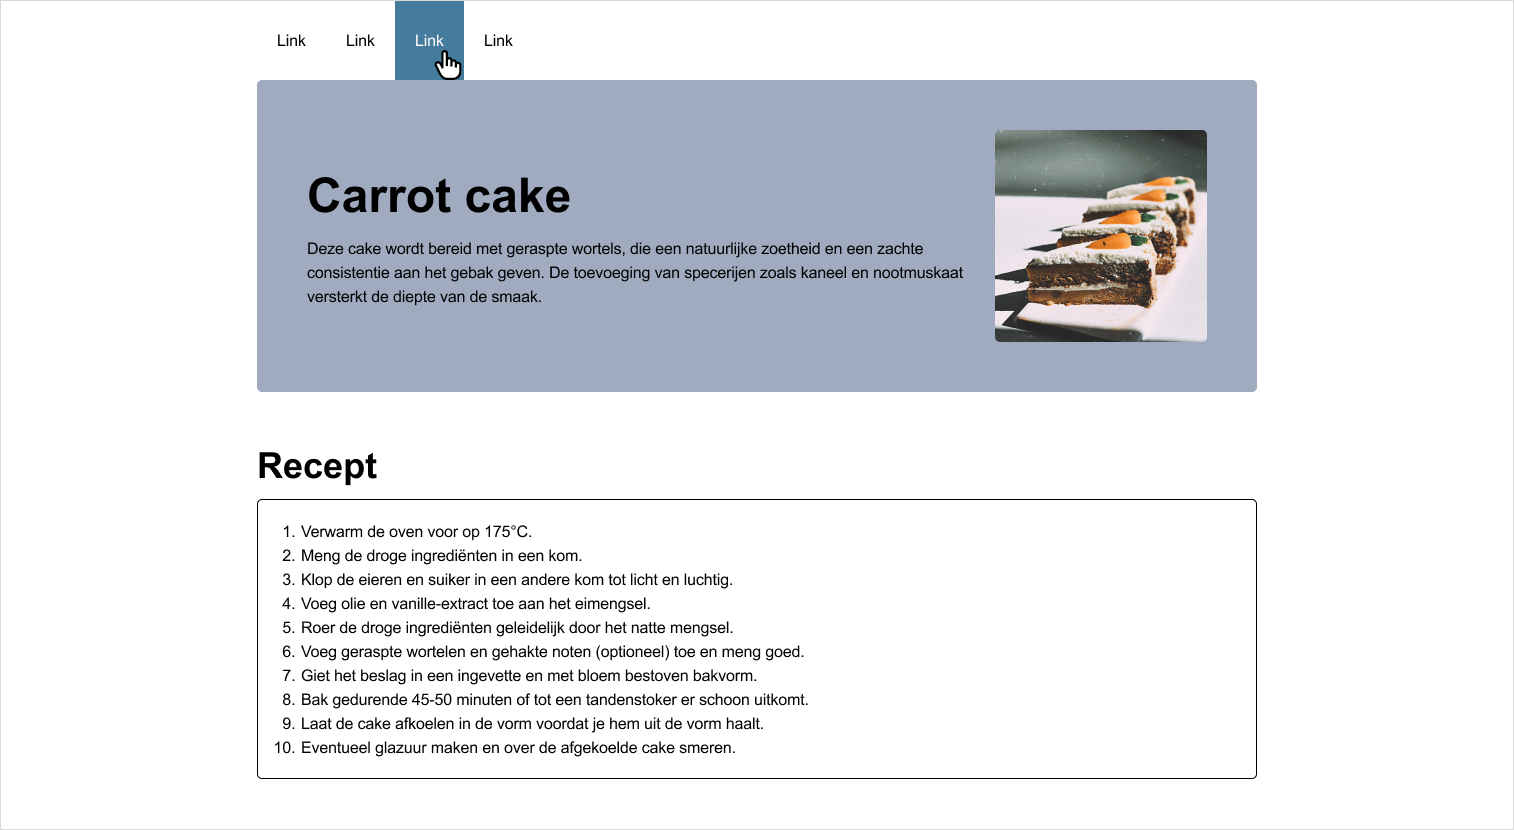 Link Link Link Link
Carrot cake
Deze cake wordt bereid met geraspte wortels, die een natuurlijke zoetheid en een zachte
consistentie aan het gebak geven. De toevoeging van specerijen zoals kaneel en nootmuskaat
versterkt de diepte van de smaak.
Recept
1. Verwarm de oven voor op 175°C.
2. Meng de droge ingrediënten in een kom.
3. Klop de eieren en suiker in een andere kom tot licht en luchtig.
4. Voeg olie en vanille-extract toe aan het eimengsel.
5. Roer de droge ingrediënten geleidelijk door het natte mengsel.
6. Voeg geraspte wortelen en gehakte noten (optioneel) toe en meng goed.
7. Giet het beslag in een ingevette en met bloem bestoven bakvorm.
8. Bak gedurende 45-50 minuten of tot een tandenstoker er schoon uitkomt.
9. Laat de cake afkoelen in de vorm voordat je hem uit de vorm haalt.
10. Eventueel glazuur maken en over de afgekoelde cake smeren.